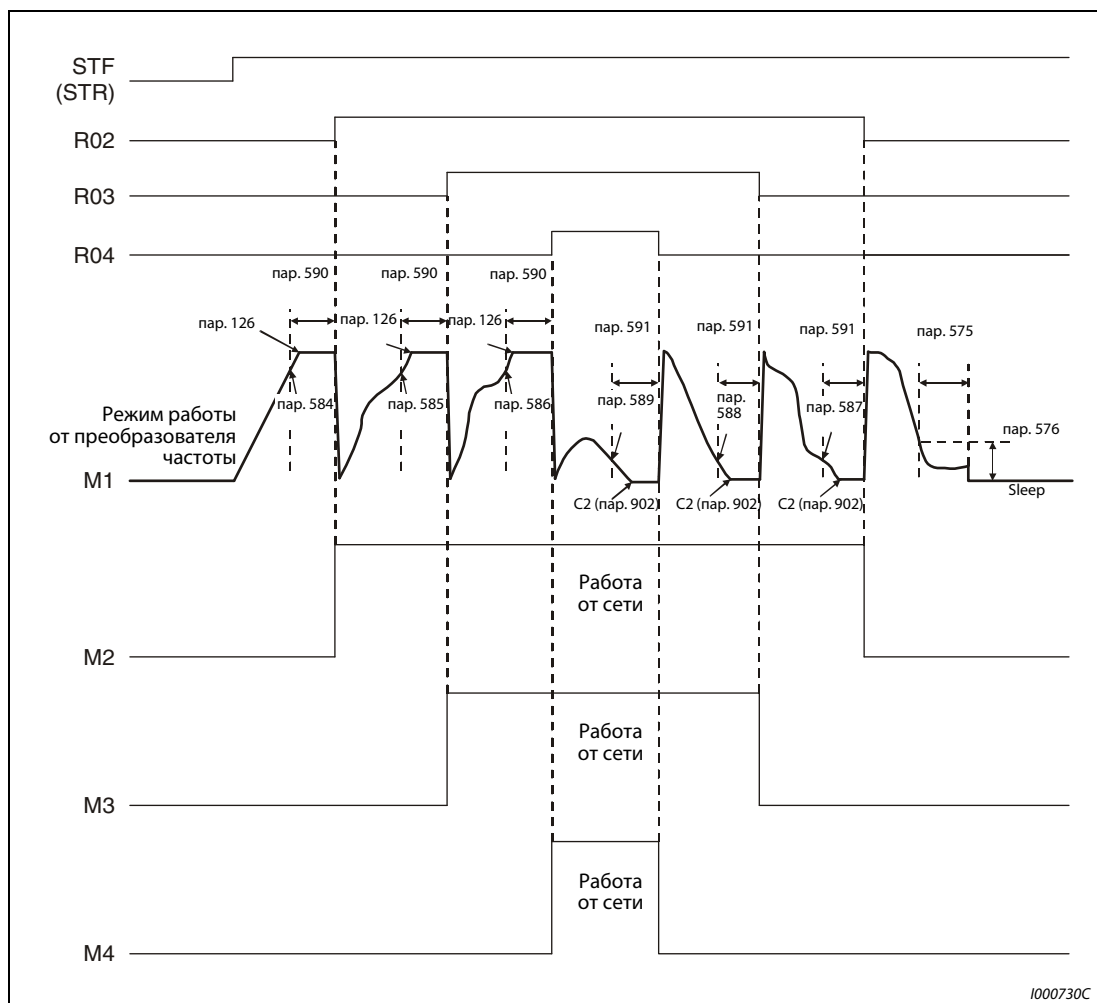 STF
(STR)
R02
R03
R04
пар. 590
пар. 590
пар. 590
пар. 126
пар. 126
пар. 126
пар. 591
пар. 591
пар. 591
пар. 575
пар. 584
пар. 585
пар. 586
пар. 589
пар.
588
пар. 587
пар. 576
Режим работы
от преобразователя
частоты
M1
C2 (пар. 902)
C2 (пар. 902)
C2 (пар. 902)
Sleep
Работа
от сети
M2
Работа
от сети
M3
Работа
от сети
M4
I000730C